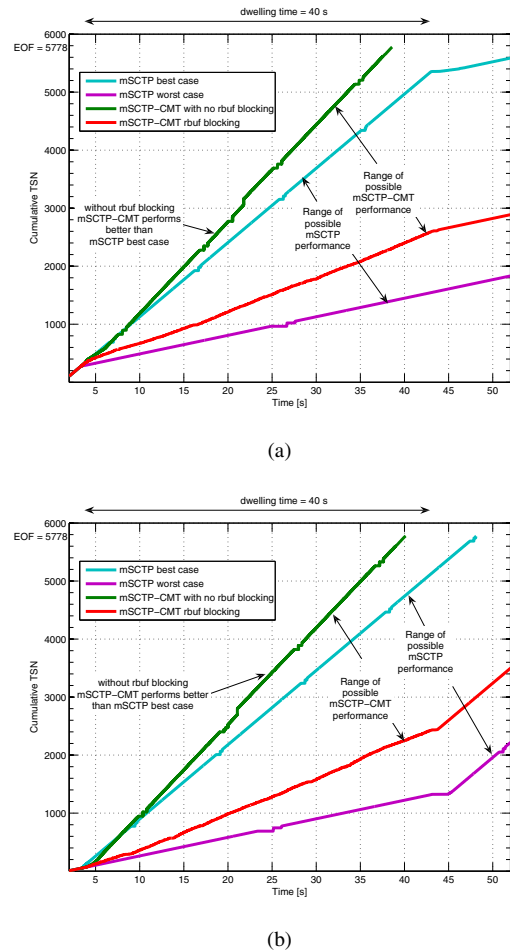 dwelling time = 40 s
6000
EOF = 5778
5000
4000
3000
2000
1000
Cumulative TSN
mSCTP best case
mSCTP worst case
mSCTP−CMT with no rbuf blocking
mSCTP−CMT rbuf blocking
without rbuf blocking
mSCTP−CMT performs
better than
mSCTP best case
Range of
possible
mSCTP
performance
Range of
possible
mSCTP−CMT
performance
5 10 15 20 25 30 35 40 45 50
Time [s]
(a)
dwelling time = 40 s
6000
EOF = 5778
5000
4000
3000
2000
1000
Cumulative TSN
mSCTP best case
mSCTP worst case
mSCTP−CMT with no rbuf blocking
mSCTP−CMT rbuf blocking
without rbuf blocking
mSCTP−CMT performs better
than mSCTP best case
Range of
possible
mSCTP−CMT
performance
Range of
possible
mSCTP
performance
5 10 15 20 25 30 35 40 45 50
Time [s]
(b)